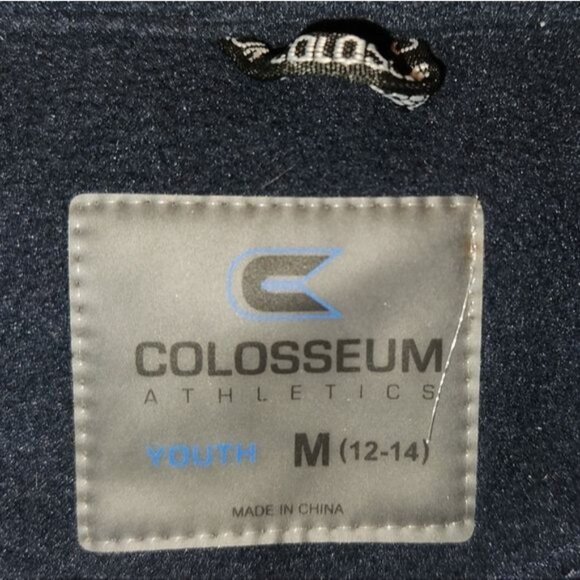 COLOSSEUM
ATHLETICS
YOUTH M (12-14)
MADE IN CHINA